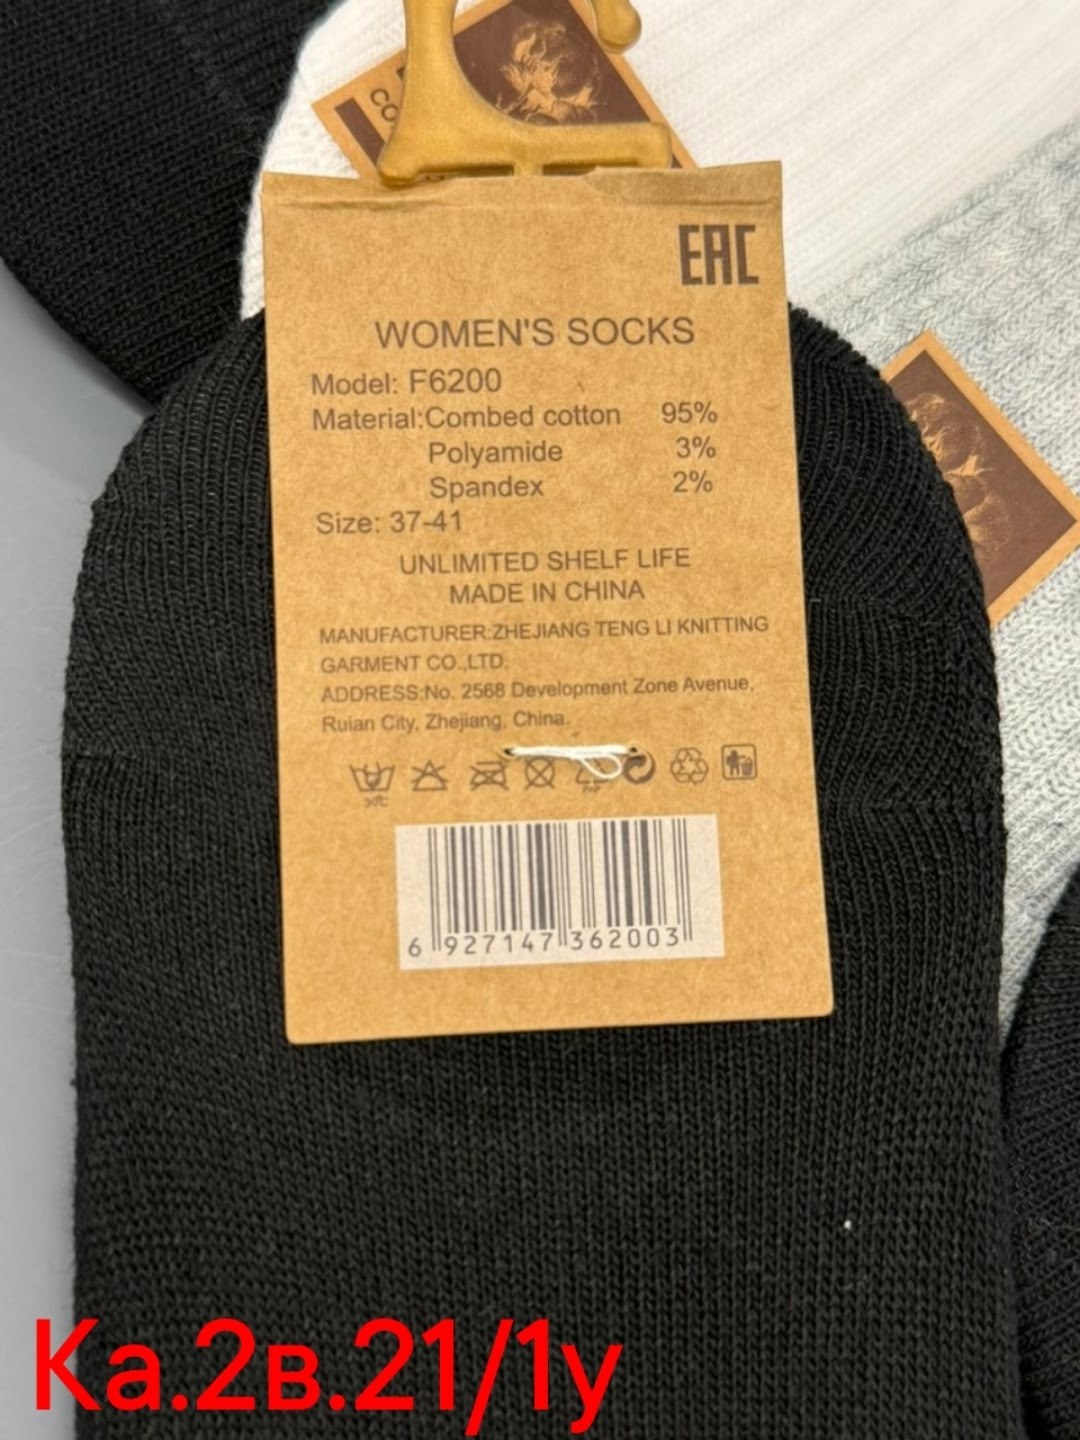 CO
EAC
WOMEN'S SOCKS
Model: F6200
Material:Combed cotton 95%
Polyamide 3%
Spandex 2%
Size: 37-41
UNLIMITED SHELF LIFE
MADE IN CHINA
MANUFACTURER:ZHEJIANG TENG LI KNITTING
GARMENT CO.,LTD.
ADDRESS:No. 2568 Development Zone Avenue,
Ruian City, Zhejiang, China.
30℃
6 927147 362003
Ка.2в.21/1у